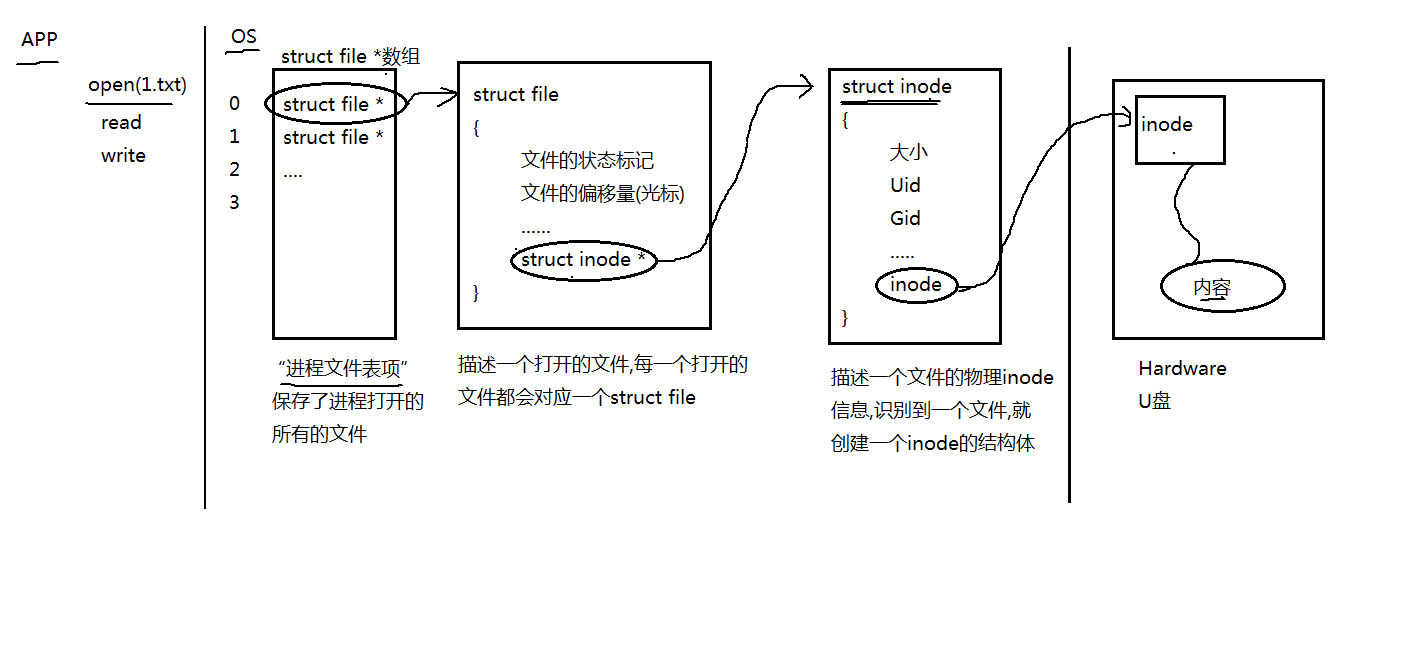 APP
open(1.txt)
read
write
OS
struct file *数组
0
1
2
3
struct file *
struct file *
....
“进程文件表项”
保存了进程打开的
所有的文件
struct file
{
文件的状态标记
文件的偏移量(光标)
......
struct inode *
}
描述一个打开的文件,每一个打开的
文件都会对应一个struct file
struct inode
{
大小
Uid
Gid
.....
inode
}
描述一个文件的物理inode
信息,识别到一个文件,就
创建一个inode的结构体
inode
内容
Hardware
U盘